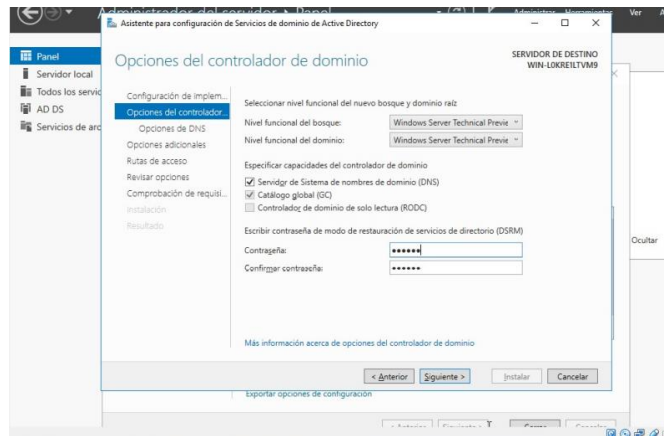 Administrador del servidor • Panel
Administrar Herramientas Ver
Asistente para configuración de Servicios de dominio de Active Directory
Opciones del controlador de dominio
SERVIDOR DE DESTINO
WIN-L0KRE1LTVM9
Panel
Servidor local
Todos los servic
AD DS
Servicios de arc
Configuración de implem...
Opciones del controlador...
Opciones de DNS
Opciones adicionales
Rutas de acceso
Revisar opciones
Comprobación de requisi...
Instalación
Resultado
Seleccionar nivel funcional del nuevo bosque y dominio raíz
Nivel funcional del bosque: Windows Server Technical Previe
Nivel funcional del dominio: Windows Server Technical Previe
Especificar capacidades del controlador de dominio
Servidor de Sistema de nombres de dominio (DNS)
Catálogo global (GC)
Controlador de dominio de solo lectura (RODC)
Escribir contraseña de modo de restauración de servicios de directorio (DSRM)
Contraseña: ••••••
Confirmar contraseña: ••••••
Más información acerca de opciones del controlador de dominio
< Anterior Siguiente > Instalar Cancelar
Ocultar
Exportar opciones de configuración